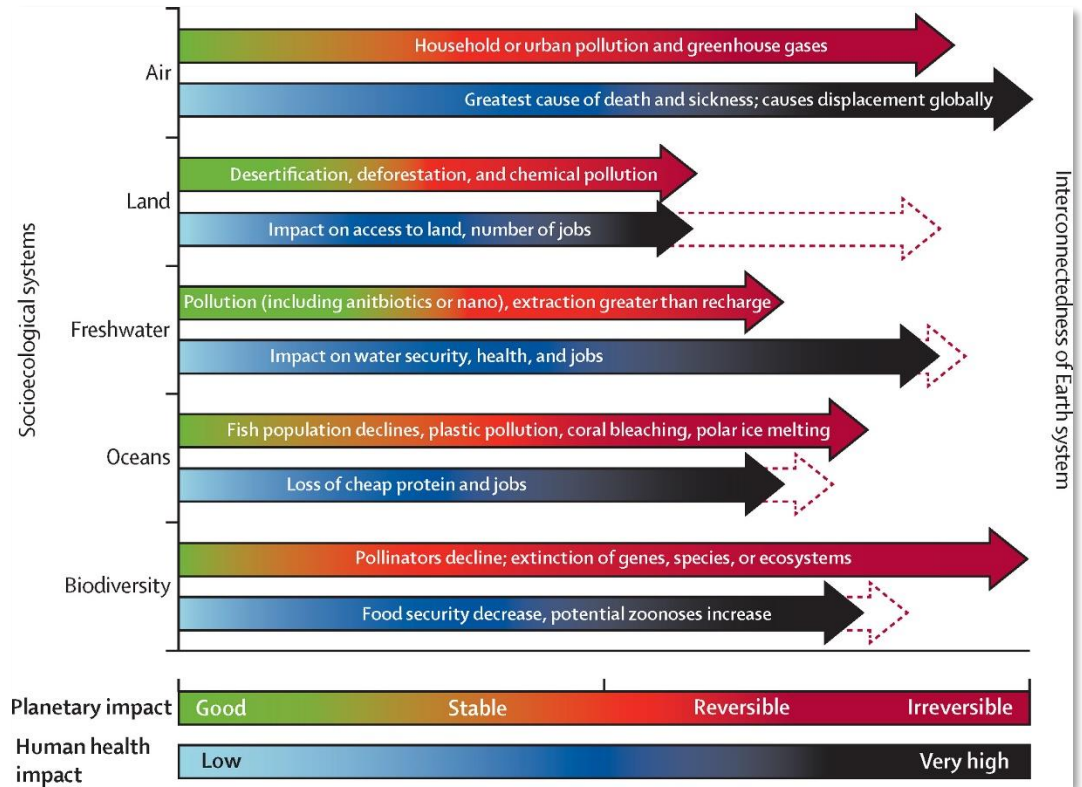 Socioecological systems
Air
Household or urban pollution and greenhouse gases
Greatest cause of death and sickness; causes displacement globally
Land
Desertification, deforestation, and chemical pollution
Impact on access to land, number of jobs
Freshwater
Pollution (including anitbiotics or nano), extraction greater than recharge
Impact on water security, health, and jobs
Oceans
Fish population declines, plastic pollution, coral bleaching, polar ice melting
Loss of cheap protein and jobs
Biodiversity
Pollinators decline; extinction of genes, species, or ecosystems
Food security decrease, potential zoonoses increase
Interconnectedness of Earth system
Planetary impact Good Stable Reversible Irreversible
Human health
impact
Low Very high